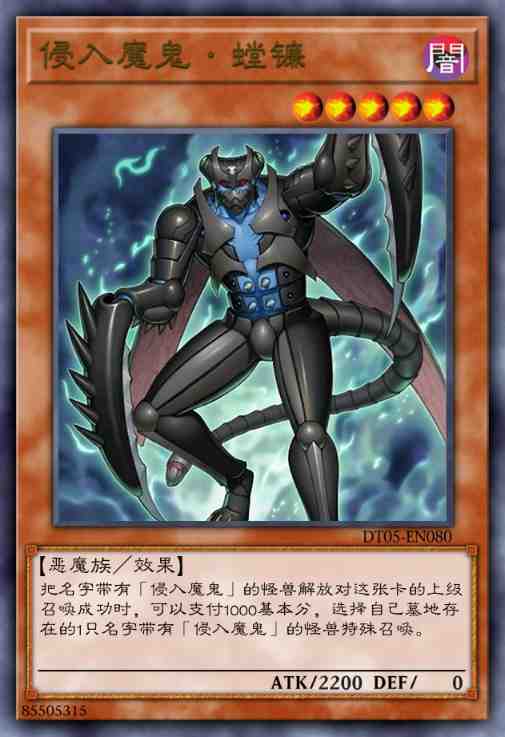 侵入魔鬼·螳镰
闇
DT05-EN080
【恶魔族／效果】
把名字带有「侵入魔鬼」的怪兽解放对这张卡的上级
召唤成功时，可以支付1000基本分，选择自己墓地存
在的1只名字带有「侵入魔鬼」的怪兽特殊召唤。
ATK/2200 DEF/ 0
85505315